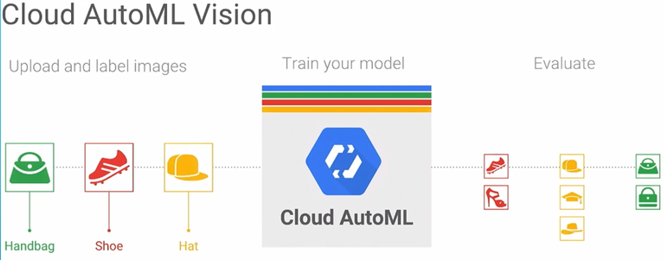 Cloud AutoML Vision
Upload and label images
Train your model
Evaluate
Cloud AutoML
Handbag
Shoe
Hat